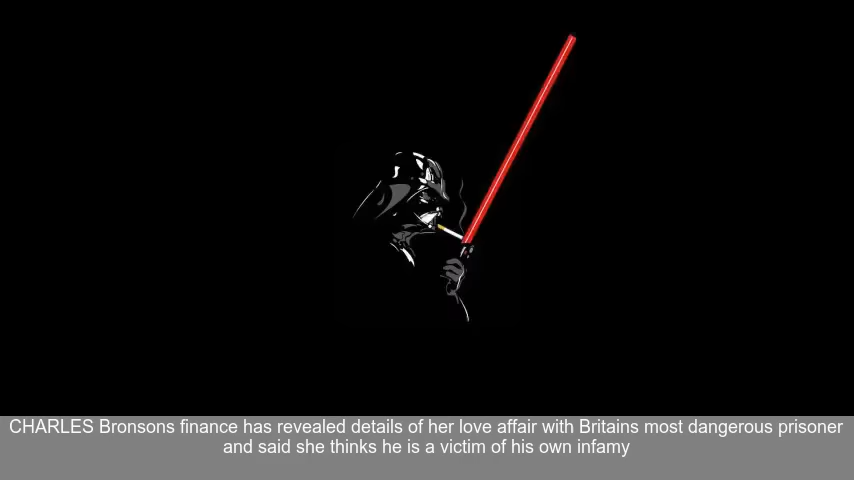 CHARLES Bronsons finance has revealed details of her love affair with Britains most dangerous prisoner
and said she thinks he is a victim of his own infamy